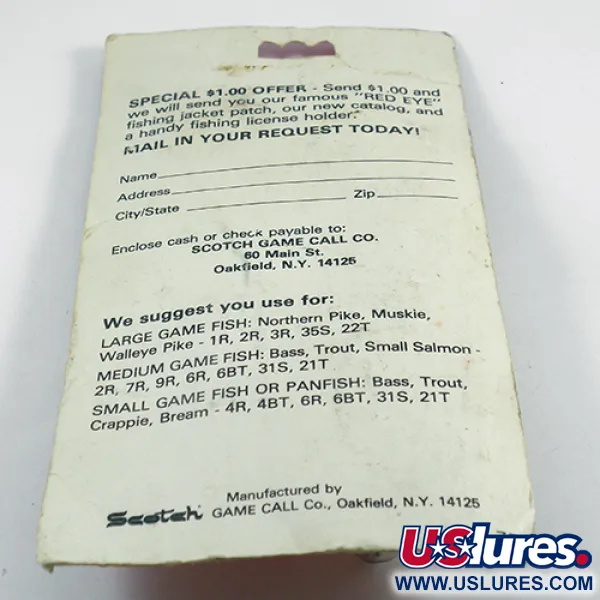 SPECIAL $1.00 OFFER - Send $1.00 and
we will send you our famous "RED EYE"
fishing jacket patch, our new catalog, and
a handy fishing license holder.
MAIL IN YOUR REQUEST TODAY!
Name
Address
City/State Zip
Enclose cash or check payable to:
SCOTCH GAME CALL CO.
60 Main St.
Oakfield, N.Y. 14125
We suggest you use for:
LARGE GAME FISH: Northern Pike, Muskie,
Walleye Pike - 1R, 2R, 3R, 35S, 22T
MEDIUM GAME FISH: Bass, Trout, Small Salmon -
2R, 7R, 9R, 6R, 6BT, 31S, 21T
SMALL GAME FISH OR PANFISH: Bass, Trout,
Crappie, Bream - 4R, 4BT, 6R, 6BT, 31S, 21T
Manufactured by
Scotch GAME CALL Co., Oakfield, N.Y. 14125
USlures.
WWW.USLURES.COM